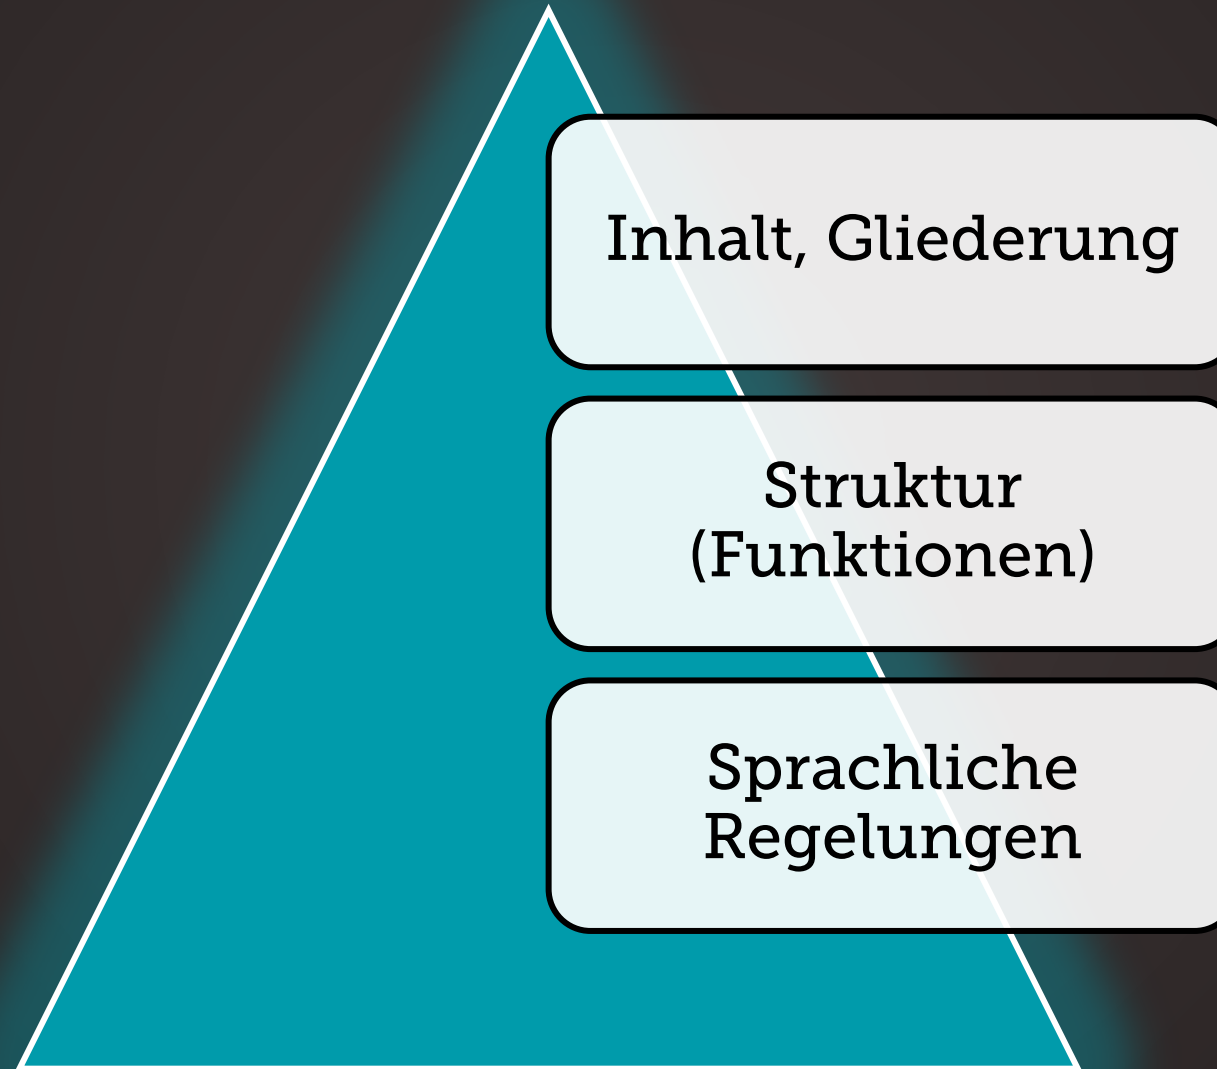 Inhalt, Gliederung
Struktur
(Funktionen)
Sprachliche
Regelungen